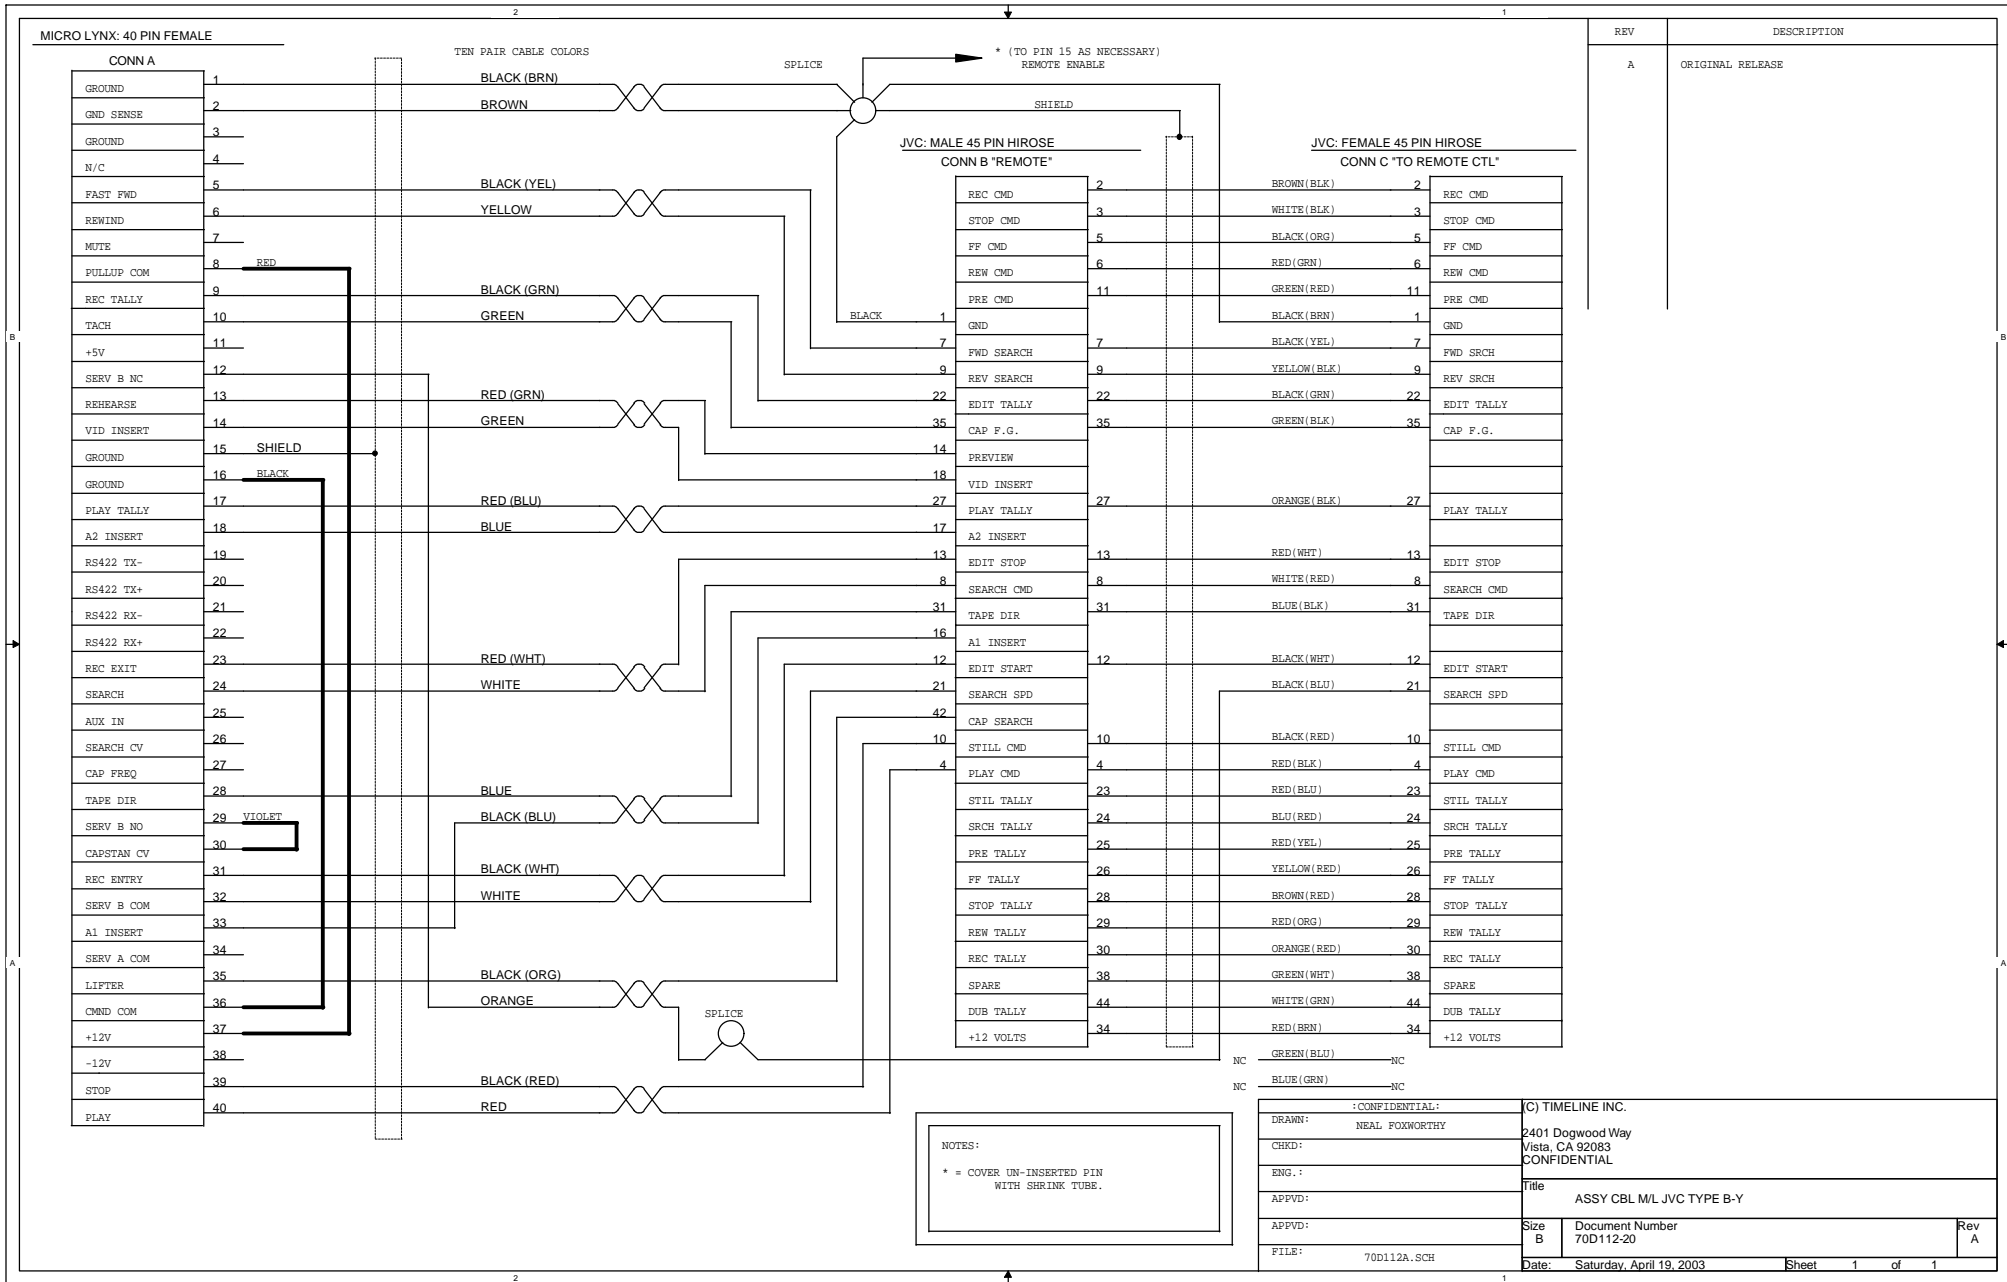 2
1
MICRO LYNX: 40 PIN FEMALE
CONN A
TEN PAIR CABLE COLORS
SPLICE
* (TO PIN 15 AS NECESSARY)
REMOTE ENABLE
SHIELD
REV DESCRIPTION
A ORIGINAL RELEASE
GROUND 1 BLACK (BRN)
GND SENSE 2 BROWN
GROUND 3
N/C 4
FAST FWD 5 BLACK (YEL)
REWIND 6 YELLOW
MUTE 7
PULLUP COM 8 RED
REC TALLY 9 BLACK (GRN)
TACH 10 GREEN
+5V 11
SERV B NC 12
REHEARSE 13 RED (GRN)
VID INSERT 14 GREEN
GROUND 15 SHIELD
GROUND 16 BLACK
PLAY TALLY 17 RED (BLU)
A2 INSERT 18 BLUE
RS422 TX- 19
RS422 TX+ 20
RS422 RX- 21
RS422 RX+ 22
REC EXIT 23 RED (WHT)
SEARCH 24 WHITE
AUX IN 25
SEARCH CV 26
CAP FREQ 27
TAPE DIR 28 BLUE
SERV B NO 29 VIOLET BLACK (BLU)
CAPSTAN CV 30
REC ENTRY 31 BLACK (WHT)
SERV B COM 32 WHITE
A1 INSERT 33
SERV A COM 34
LIFTER 35 BLACK (ORG)
CMND COM 36 ORANGE
+12V 37
-12V 38
STOP 39 BLACK (RED)
PLAY 40 RED
SPLICE
JVC: MALE 45 PIN HIROSE
CONN B "REMOTE"
JVC: FEMALE 45 PIN HIROSE
CONN C "TO REMOTE CTL"
REC CMD 2 BROWN(BLK) 2 REC CMD
STOP CMD 3 WHITE(BLK) 3 STOP CMD
FF CMD 5 BLACK(ORG) 5 FF CMD
REW CMD 6 RED(GRN) 6 REW CMD
PRE CMD 11 GREEN(RED) 11 PRE CMD
BLACK 1 GND BLACK(BRN) 1 GND
7 FWD SEARCH 7 BLACK(YEL) 7 FWD SRCH
9 REV SEARCH 9 YELLOW(BLK) 9 REV SRCH
22 EDIT TALLY 22 BLACK(GRN) 22 EDIT TALLY
35 CAP F.G. 35 GREEN(BLK) 35 CAP F.G.
14 PREVIEW
18 VID INSERT
27 PLAY TALLY 27 ORANGE(BLK) 27 PLAY TALLY
17 A2 INSERT
13 EDIT STOP 13 RED(WHT) 13 EDIT STOP
8 SEARCH CMD 8 WHITE(RED) 8 SEARCH CMD
31 TAPE DIR 31 BLUE(BLK) 31 TAPE DIR
16 A1 INSERT
12 EDIT START 12 BLACK(WHT) 12 EDIT START
21 SEARCH SPD BLACK(BLU) 21 SEARCH SPD
42 CAP SEARCH
10 STILL CMD 10 BLACK(RED) 10 STILL CMD
4 PLAY CMD 4 RED(BLK) 4 PLAY CMD
STIL TALLY 23 RED(BLU) 23 STIL TALLY
SRCH TALLY 24 BLU(RED) 24 SRCH TALLY
PRE TALLY 25 RED(YEL) 25 PRE TALLY
FF TALLY 26 YELLOW(RED) 26 FF TALLY
STOP TALLY 28 BROWN(RED) 28 STOP TALLY
REW TALLY 29 RED(ORG) 29 REW TALLY
REC TALLY 30 ORANGE(RED) 30 REC TALLY
SPARE 38 GREEN(WHT) 38 SPARE
DUB TALLY 44 WHITE(GRN) 44 DUB TALLY
+12 VOLTS 34 RED(BRN) 34 +12 VOLTS
NC GREEN(BLU) NC
NC BLUE(GRN) NC
B
B
A
A
NOTES:
* = COVER UN-INSERTED PIN
WITH SHRINK TUBE.
:CONFIDENTIAL:
DRAWN: NEAL FOXWORTHY
CHKD:
ENG.:
APPVD:
APPVD:
FILE: 70D112A.SCH
(C) TIMELINE INC.
2401 Dogwood Way
Vista, CA 92083
CONFIDENTIAL
Title
ASSY CBL M/L JVC TYPE B-Y
Size Document Number Rev
B 70D112-20 A
Date: Saturday, April 19, 2003 Sheet 1 of 1
2
1